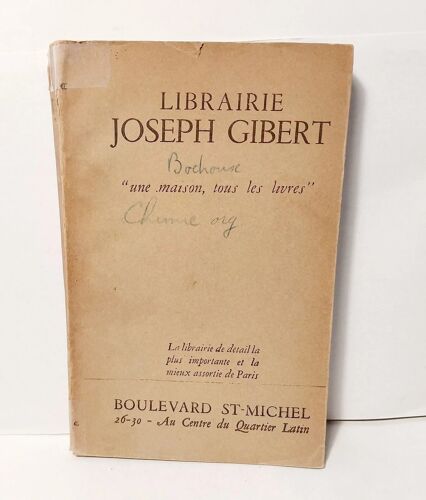 LIBRAIRIE
JOSEPH GIBERT
"une maison, tous les livres"
Chimie org
La librairie de détail la
plus importante et la
mieux assortie de Paris
BOULEVARD ST-MICHEL
26-30 - Au Centre du Quartier Latin